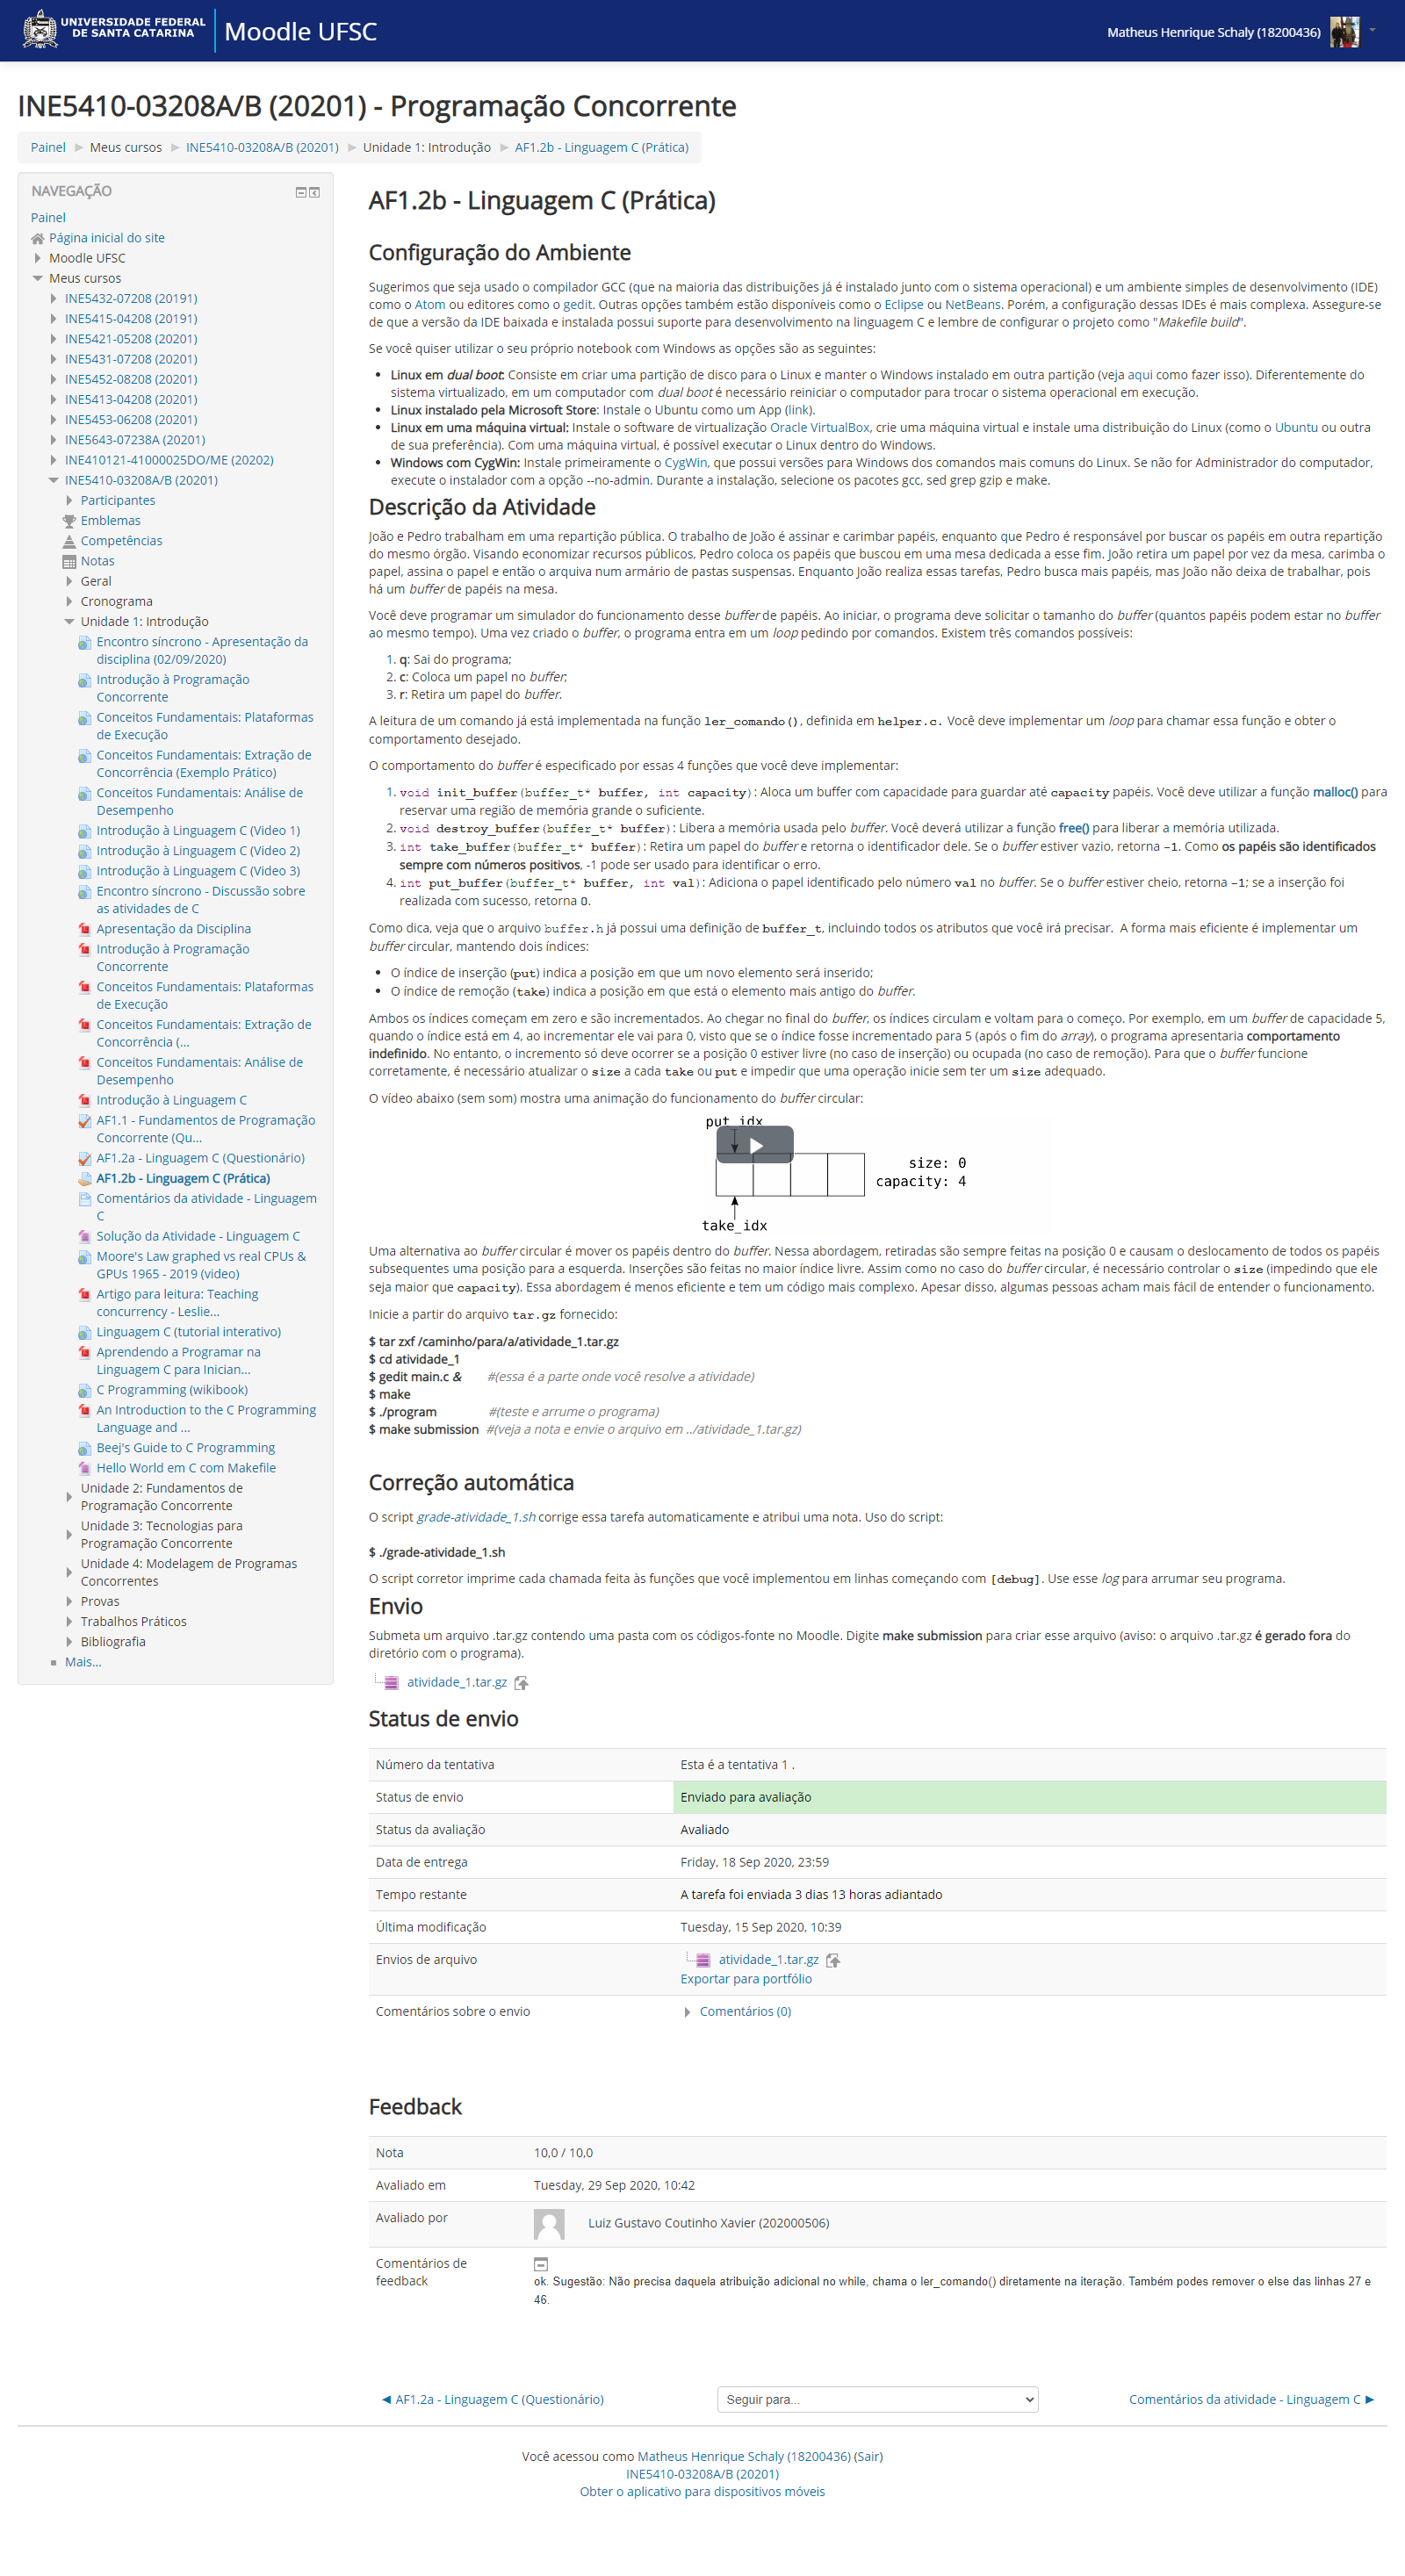 UNIVERSIDADE FEDERAL
DE SANTA CATARINA
Moodle UFSC
Matheus Henrique Schaly (18200436)
INE5410-03208A/B (20201) - Programação Concorrente
Painel ► Meus cursos ► INE5410-03208A/B (20201) ► Unidade 1: Introdução ► AF1.2b - Linguagem C (Prática)
NAVEGAÇÃO
Painel
Página inicial do site
Moodle UFSC
Meus cursos
INE5432-07208 (20191)
INE5415-04208 (20191)
INE5421-05208 (20201)
INE5431-07208 (20201)
INE5452-08208 (20201)
INE5413-04208 (20201)
INE5453-06208 (20201)
INE5643-07238A (20201)
INE410121-41000025DO/ME (20202)
INE5410-03208A/B (20201)
Participantes
Emblemas
Competências
Notas
Geral
Cronograma
Unidade 1: Introdução
Encontro síncrono - Apresentação da
disciplina (02/09/2020)
Introdução à Programação
Concorrente
Conceitos Fundamentais: Plataformas
de Execução
Conceitos Fundamentais: Extração de
Concorrência (Exemplo Prático)
Conceitos Fundamentais: Análise de
Desempenho
Introdução à Linguagem C (Video 1)
Introdução à Linguagem C (Video 2)
Introdução à Linguagem C (Video 3)
Encontro síncrono - Discussão sobre
as atividades de C
Apresentação da Disciplina
Introdução à Programação
Concorrente
Conceitos Fundamentais: Plataformas
de Execução
Conceitos Fundamentais: Extração de
Concorrência (...
Conceitos Fundamentais: Análise de
Desempenho
Introdução à Linguagem C
AF1.1 - Fundamentos de Programação
Concorrente (Qu...
AF1.2a - Linguagem C (Questionário)
AF1.2b - Linguagem C (Prática)
Comentários da atividade - Linguagem
C
Solução da Atividade - Linguagem C
Moore's Law graphed vs real CPUs &
GPUs 1965 - 2019 (video)
Artigo para leitura: Teaching
concurrency - Leslie...
Linguagem C (tutorial interativo)
Aprendendo a Programar na
Linguagem C para Inician...
C Programming (wikibook)
An Introduction to the C Programming
Language and ...
Beej's Guide to C Programming
Hello World em C com Makefile
Unidade 2: Fundamentos de
Programação Concorrente
Unidade 3: Tecnologias para
Programação Concorrente
Unidade 4: Modelagem de Programas
Concorrentes
Provas
Trabalhos Práticos
Bibliografia
Mais...
AF1.2b - Linguagem C (Prática)
Configuração do Ambiente
Sugerimos que seja usado o compilador GCC (que na maioria das distribuições já é instalado junto com o sistema operacional) e um ambiente simples de desenvolvimento (IDE)
como o Atom ou editores como o gedit. Outras opções também estão disponíveis como o Eclipse ou NetBeans. Porém, a configuração dessas IDEs é mais complexa. Assegure-se
de que a versão da IDE baixada e instalada possui suporte para desenvolvimento na linguagem C e lembre de configurar o projeto como "Makefile build".
Se você quiser utilizar o seu próprio notebook com Windows as opções são as seguintes:
• Linux em dual boot: Consiste em criar uma partição de disco para o Linux e manter o Windows instalado em outra partição (veja aqui como fazer isso). Diferentemente do
sistema virtualizado, em um computador com dual boot é necessário reiniciar o computador para trocar o sistema operacional em execução.
• Linux instalado pela Microsoft Store: Instale o Ubuntu como um App (link).
• Linux em uma máquina virtual: Instale o software de virtualização Oracle VirtualBox, crie uma máquina virtual e instale uma distribuição do Linux (como o Ubuntu ou outra
de sua preferência). Com uma máquina virtual, é possível executar o Linux dentro do Windows.
• Windows com CygWin: Instale primeiramente o CygWin, que possui versões para Windows dos comandos mais comuns do Linux. Se não for Administrador do computador,
execute o instalador com a opção --no-admin. Durante a instalação, selecione os pacotes gcc, sed grep gzip e make.
Descrição da Atividade
João e Pedro trabalham em uma repartição pública. O trabalho de João é assinar e carimbar papéis, enquanto que Pedro é responsável por buscar os papéis em outra repartição
do mesmo órgão. Visando economizar recursos públicos, Pedro coloca os papéis que buscou em uma mesa dedicada a esse fim. João retira um papel por vez da mesa, carimba o
papel, assina o papel e então o arquiva num armário de pastas suspensas. Enquanto João realiza essas tarefas, Pedro busca mais papéis, mas João não deixa de trabalhar, pois
há um buffer de papéis na mesa.
Você deve programar um simulador do funcionamento desse buffer de papéis. Ao iniciar, o programa deve solicitar o tamanho do buffer (quantos papéis podem estar no buffer
ao mesmo tempo). Uma vez criado o buffer, o programa entra em um loop pedindo por comandos. Existem três comandos possíveis:
1. q: Sai do programa;
2. c: Coloca um papel no buffer;
3. r: Retira um papel do buffer.
A leitura de um comando já está implementada na função ler_comando(), definida em helper.c. Você deve implementar um loop para chamar essa função e obter o
comportamento desejado.
O comportamento do buffer é especificado por essas 4 funções que você deve implementar:
1. void init_buffer(buffer_t* buffer, int capacity): Aloca um buffer com capacidade para guardar até capacity papéis. Você deve utilizar a função malloc() para
reservar uma região de memória grande o suficiente.
2. void destroy_buffer(buffer_t* buffer): Libera a memória usada pelo buffer. Você deverá utilizar a função free() para liberar a memória utilizada.
3. int take_buffer(buffer_t* buffer): Retira um papel do buffer e retorna o identificador dele. Se o buffer estiver vazio, retorna -1. Como os papéis são identificados
sempre com números positivos, -1 pode ser usado para identificar o erro.
4. int put_buffer(buffer_t* buffer, int val): Adiciona o papel identificado pelo número val no buffer. Se o buffer estiver cheio, retorna -1; se a inserção foi
realizada com sucesso, retorna 0.
Como dica, veja que o arquivo buffer.h já possui uma definição de buffer_t, incluindo todos os atributos que você irá precisar. A forma mais eficiente é implementar um
buffer circular, mantendo dois índices:
• O índice de inserção (put) indica a posição em que um novo elemento será inserido;
• O índice de remoção (take) indica a posição em que está o elemento mais antigo do buffer.
Ambos os índices começam em zero e são incrementados. Ao chegar no final do buffer, os índices circulam e voltam para o começo. Por exemplo, em um buffer de capacidade 5,
quando o índice está em 4, ao incrementar ele vai para 0, visto que se o índice fosse incrementado para 5 (após o fim do array), o programa apresentaria comportamento
indefinido. No entanto, o incremento só deve ocorrer se a posição 0 estiver livre (no caso de inserção) ou ocupada (no caso de remoção). Para que o buffer funcione
corretamente, é necessário atualizar o size a cada take ou put e impedir que uma operação inicie sem ter um size adequado.
O vídeo abaixo (sem som) mostra uma animação do funcionamento do buffer circular:
put_idx
size: 0
capacity: 4
take_idx
Uma alternativa ao buffer circular é mover os papéis dentro do buffer. Nessa abordagem, retiradas são sempre feitas na posição 0 e causam o deslocamento de todos os papéis
subsequentes uma posição para a esquerda. Inserções são feitas no maior índice livre. Assim como no caso do buffer circular, é necessário controlar o size (impedindo que ele
seja maior que capacity). Essa abordagem é menos eficiente e tem um código mais complexo. Apesar disso, algumas pessoas acham mais fácil de entender o funcionamento.
Inicie a partir do arquivo tar.gz fornecido:
$ tar zxf /caminho/para/a/atividade_1.tar.gz
$ cd atividade_1
$ gedit main.c & #(essa é a parte onde você resolve a atividade)
$ make
$ ./program #(teste e arrume o programa)
$ make submission #(veja a nota e envie o arquivo em ../atividade_1.tar.gz)
Correção automática
O script grade-atividade_1.sh corrige essa tarefa automaticamente e atribui uma nota. Uso do script:
$ ./grade-atividade_1.sh
O script corretor imprime cada chamada feita às funções que você implementou em linhas começando com [debug]. Use esse log para arrumar seu programa.
Envio
Submeta um arquivo .tar.gz contendo uma pasta com os códigos-fonte no Moodle. Digite make submission para criar esse arquivo (aviso: o arquivo .tar.gz é gerado fora do
diretório com o programa).
atividade_1.tar.gz
Status de envio
Número da tentativa Esta é a tentativa 1 .
Status de envio Enviado para avaliação
Status da avaliação Avaliado
Data de entrega Friday, 18 Sep 2020, 23:59
Tempo restante A tarefa foi enviada 3 dias 13 horas adiantado
Última modificação Tuesday, 15 Sep 2020, 10:39
Envios de arquivo atividade_1.tar.gz
Exportar para portfólio
Comentários sobre o envio Comentários (0)
Feedback
Nota 10,0 / 10,0
Avaliado em Tuesday, 29 Sep 2020, 10:42
Avaliado por Luiz Gustavo Coutinho Xavier (202000506)
Comentários de
feedback
ok. Sugestão: Não precisa daquela atribuição adicional no while, chama o ler_comando() diretamente na iteração. Também podes remover o else das linhas 27 e
46.
◄ AF1.2a - Linguagem C (Questionário) Seguir para... Comentários da atividade - Linguagem C ►
Você acessou como Matheus Henrique Schaly (18200436) (Sair)
INE5410-03208A/B (20201)
Obter o aplicativo para dispositivos móveis